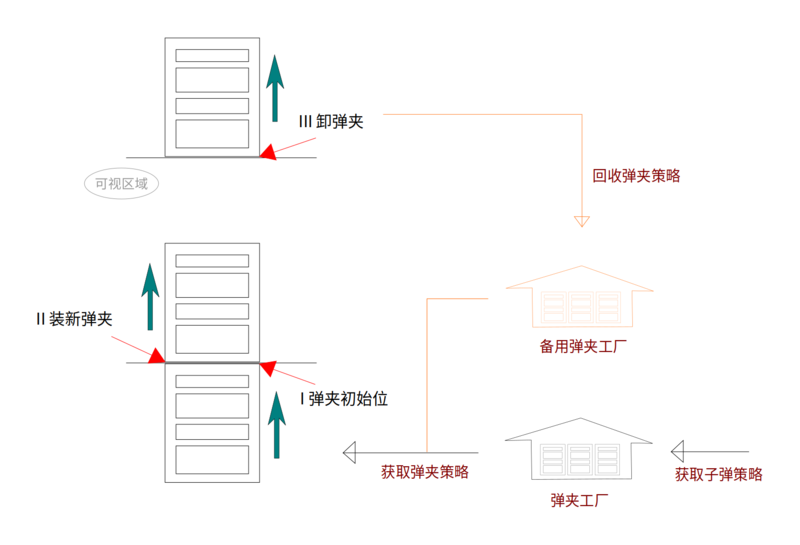 III 卸弹夹
回收弹夹策略
可视区域
II 装新弹夹
备用弹夹工厂
I 弹夹初始位
获取弹夹策略
获取子弹策略
弹夹工厂